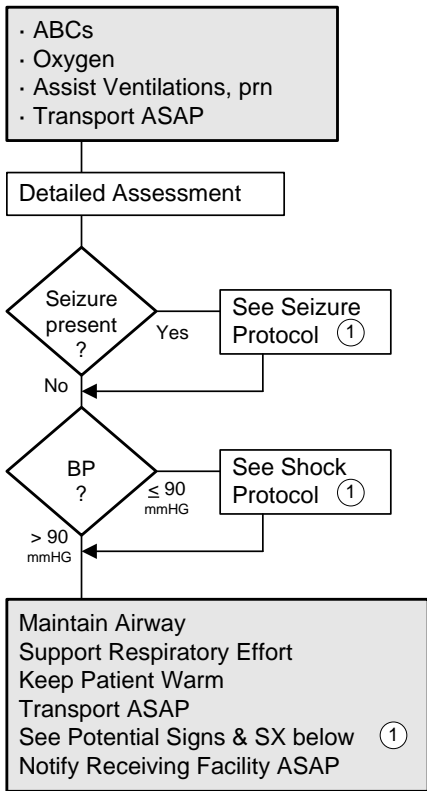 · ABCs
· Oxygen
· Assist Ventilations, prn
· Transport ASAP
Detailed Assessment
Seizure
present
?
Yes
See Seizure
Protocol 1
No
BP
?
≤ 90
mmHG
See Shock
Protocol 1
> 90
mmHG
Maintain Airway
Support Respiratory Effort
Keep Patient Warm
Transport ASAP
See Potential Signs & SX below 1
Notify Receiving Facility ASAP